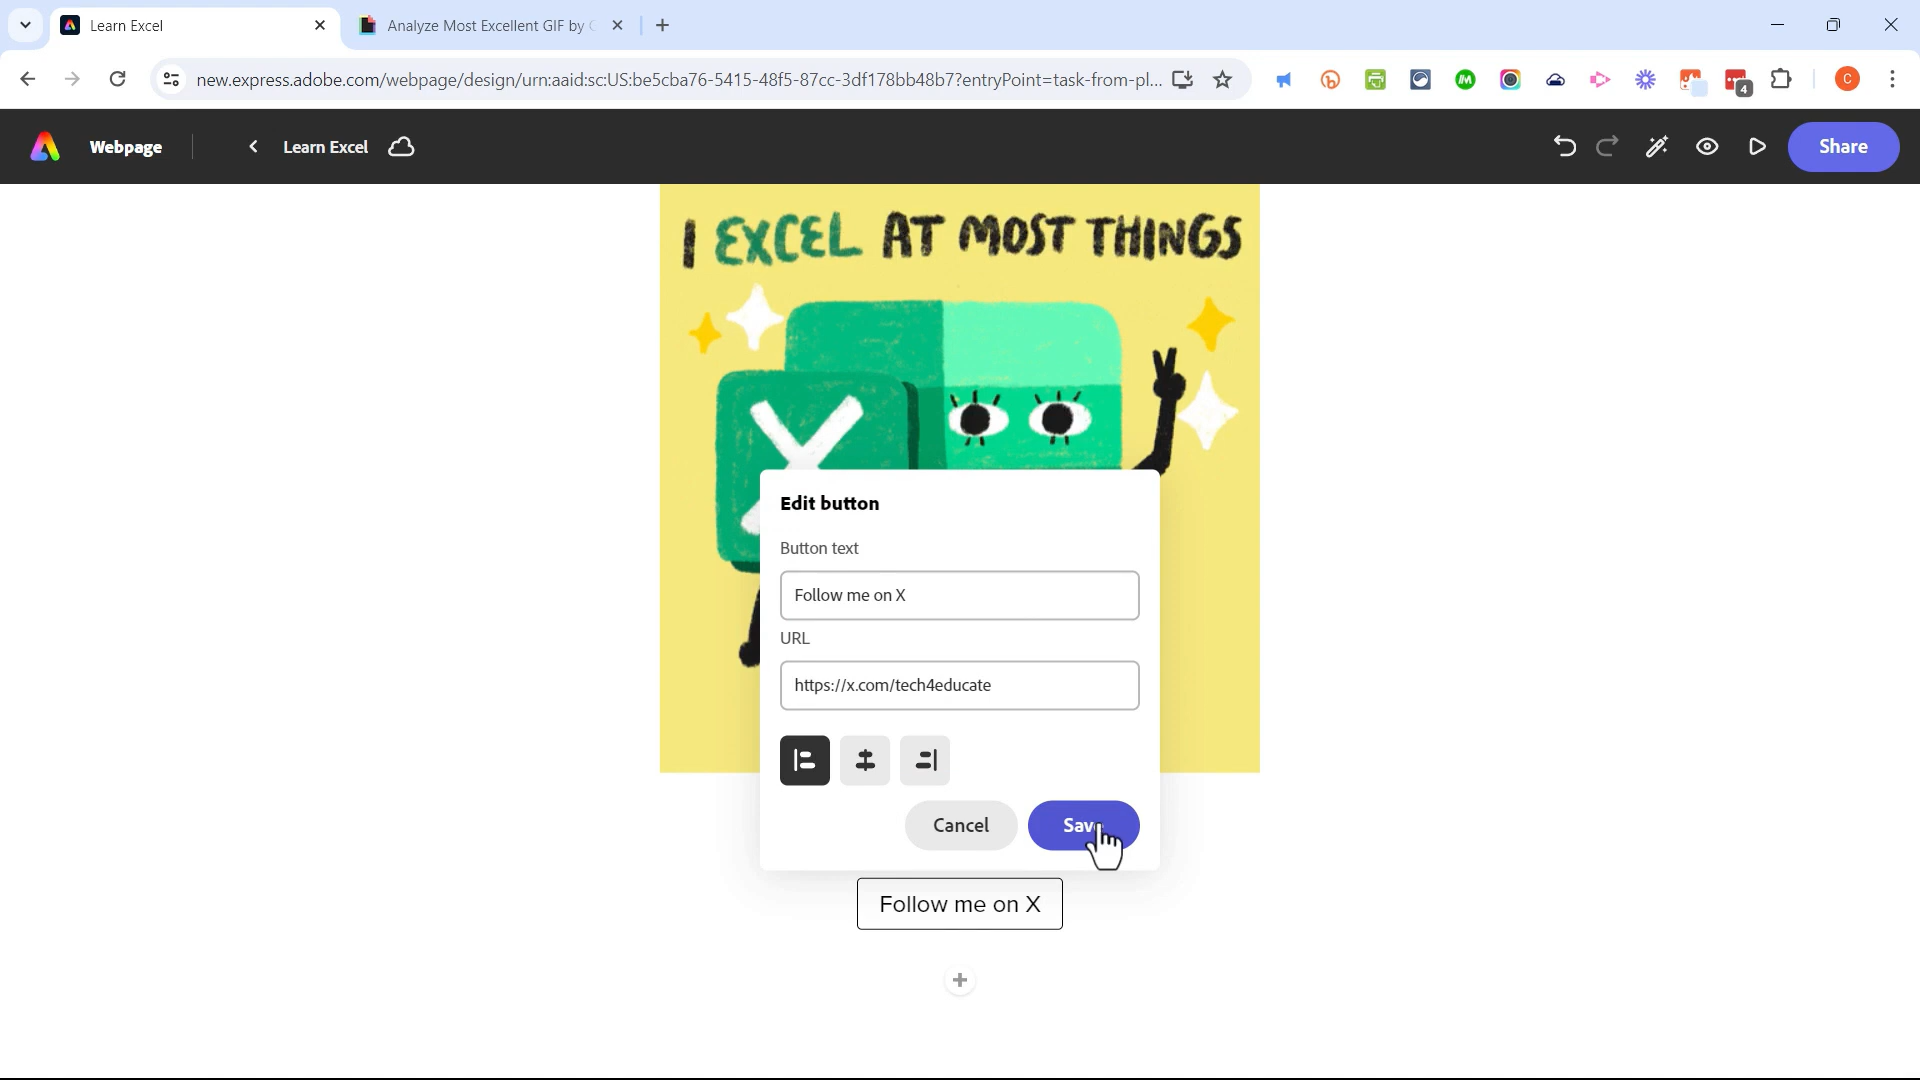 Learn Excel
Analyze Most Excellent GIF by
new.express.adobe.com/webpage/design/urn:aaid:sc:US:be5cba76-5415-48f5-87cc-3df178bb48b7?entryPoint=task-from-pl...
C
4
Webpage
Learn Excel
Share
I EXCEL AT MOST THINGS
X
Edit button
Button text
Follow me on X
URL
https://x.com/tech4educate
Cancel
Save
Follow me on X